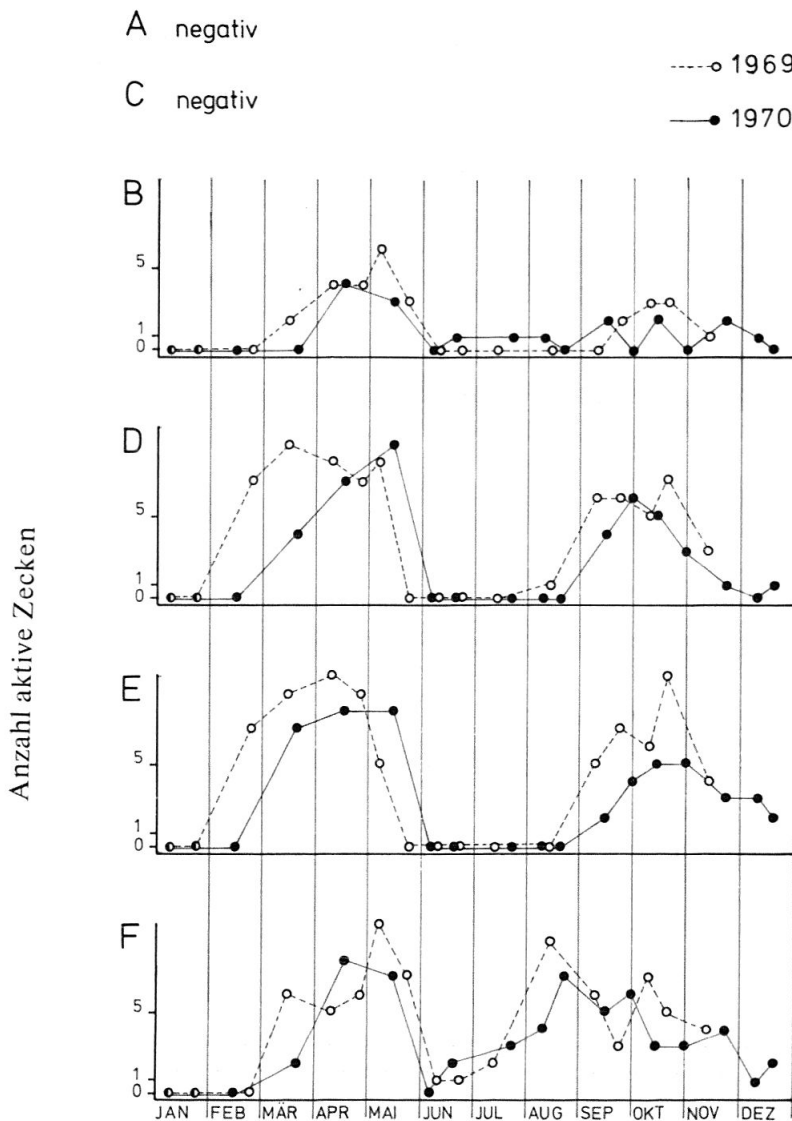 A negativ
1969
C negativ
1970
B
5
1
0
D
5
1
0
Anzahl aktive Zecken
E
5
1
0
F
5
1
0
JAN FEB MÄR APR MAI JUN JUL AUG SEP OKT NOV DEZ